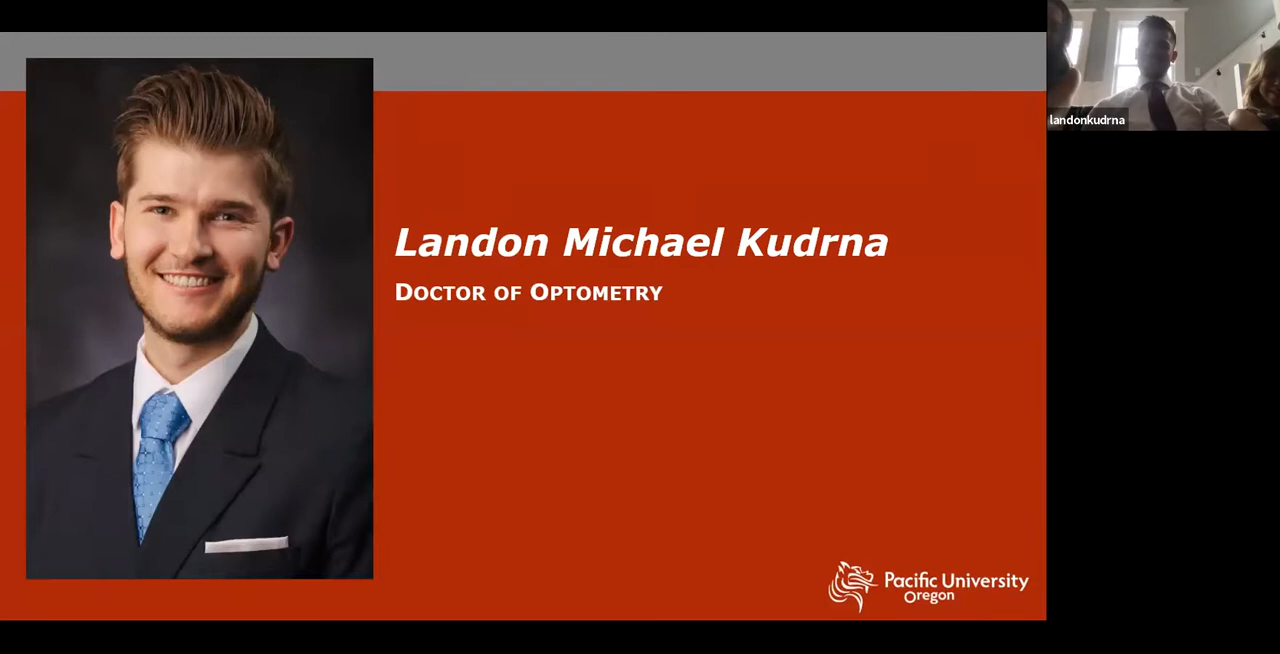 Landon Michael Kudrna
Doctor of Optometry
Pacific University
Oregon
landonkudrna